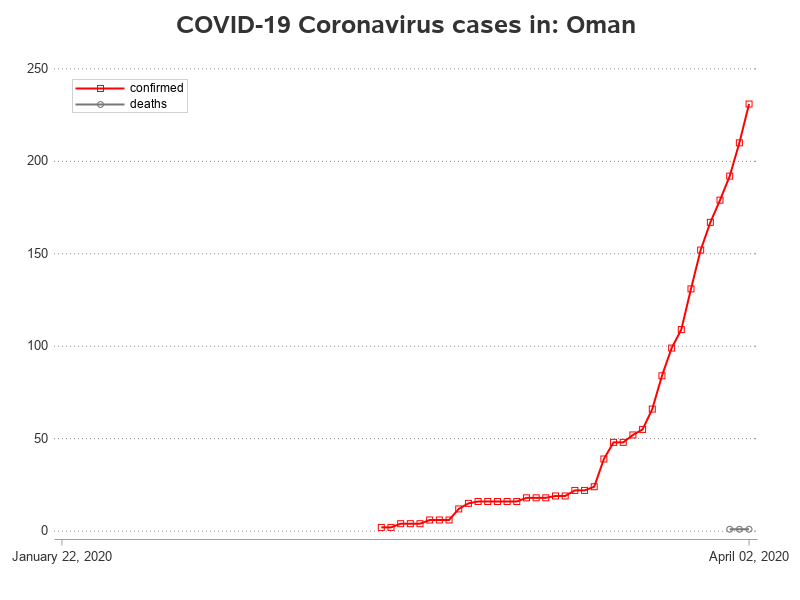 COVID-19 Coronavirus cases in: Oman
250
confirmed
deaths
200
150
100
50
0
January 22, 2020
April 02, 2020